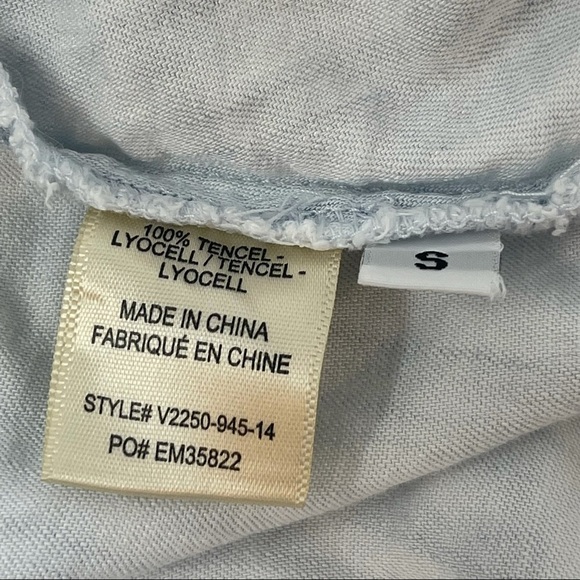 100% TENCEL -
LYOCELL / TENCEL -
LYOCELL
MADE IN CHINA
FABRIQUÉ EN CHINE
STYLE# V2250-945-14
PO# EM35822
S